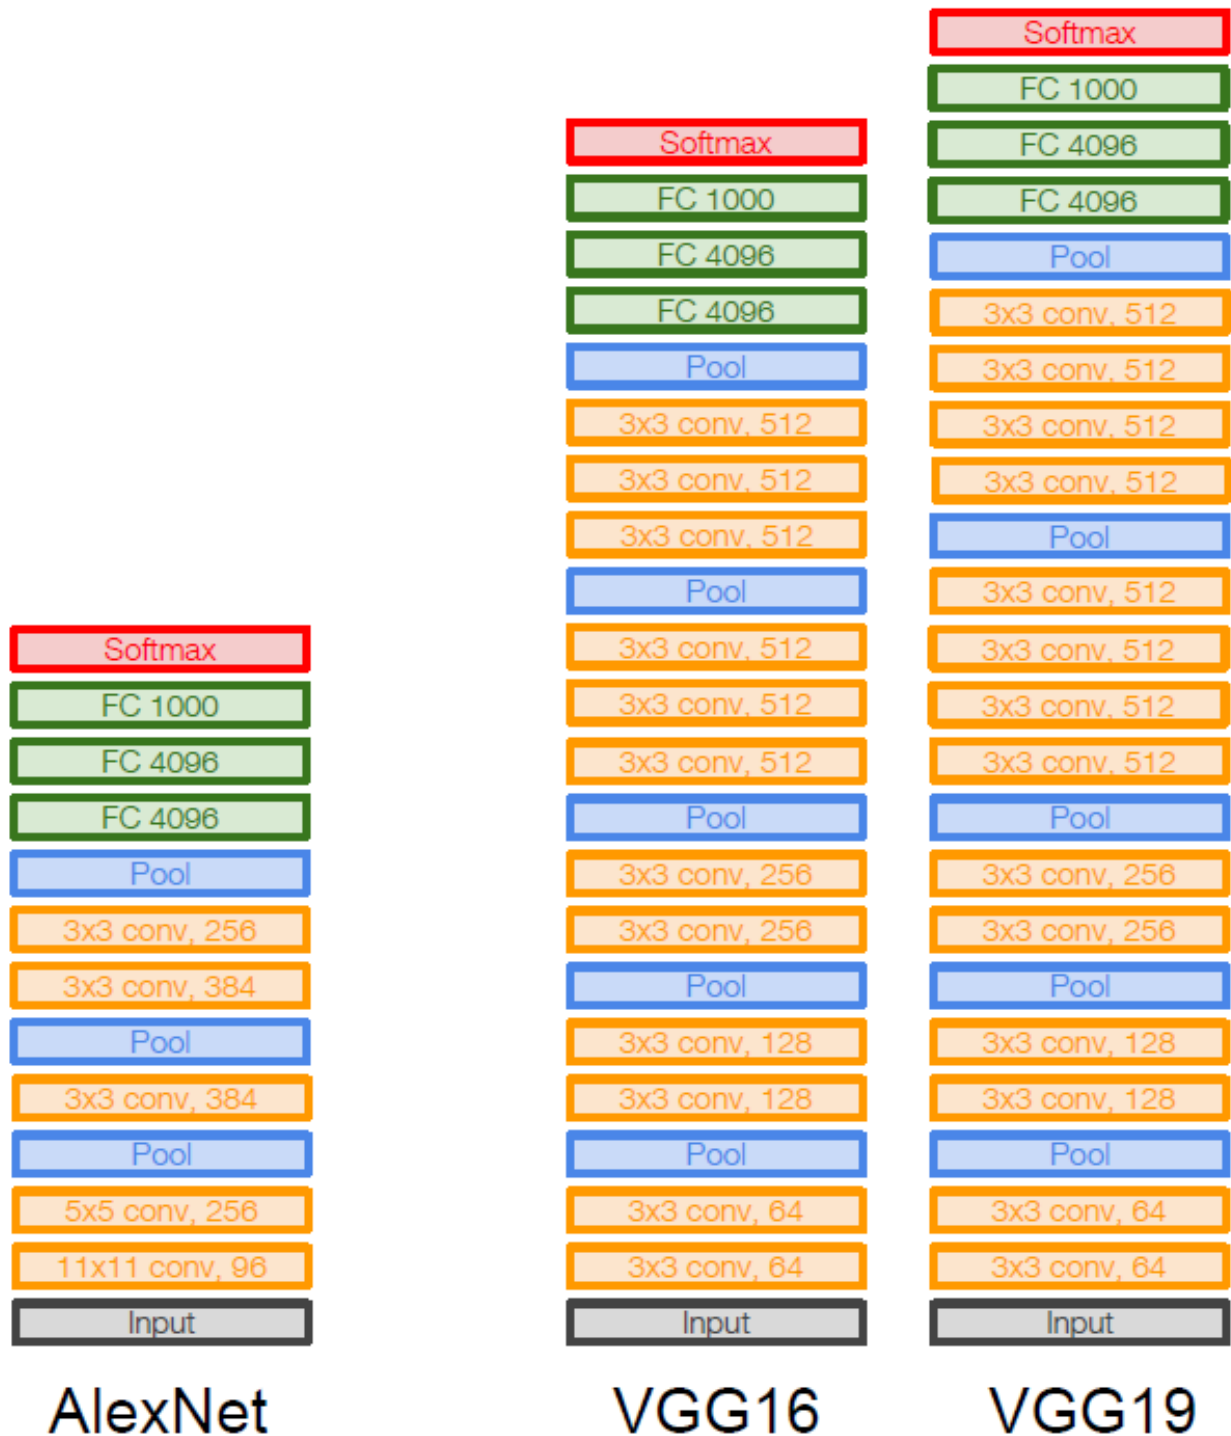 Softmax
FC 1000
FC 4096
FC 4096
Pool
3x3 conv, 256
3x3 conv, 384
Pool
3x3 conv, 384
Pool
5x5 conv, 256
11x11 conv, 96
Input
AlexNet
Softmax
FC 1000
FC 4096
FC 4096
Pool
3x3 conv, 512
3x3 conv, 512
3x3 conv, 512
Pool
3x3 conv, 512
3x3 conv, 512
3x3 conv, 512
Pool
3x3 conv, 256
3x3 conv, 256
Pool
3x3 conv, 128
3x3 conv, 128
Pool
3x3 conv, 64
3x3 conv, 64
Input
VGG16
Softmax
FC 1000
FC 4096
FC 4096
Pool
3x3 conv, 512
3x3 conv, 512
3x3 conv, 512
3x3 conv, 512
Pool
3x3 conv, 512
3x3 conv, 512
3x3 conv, 512
3x3 conv, 512
Pool
3x3 conv, 256
3x3 conv, 256
Pool
3x3 conv, 128
3x3 conv, 128
Pool
3x3 conv, 64
3x3 conv, 64
Input
VGG19